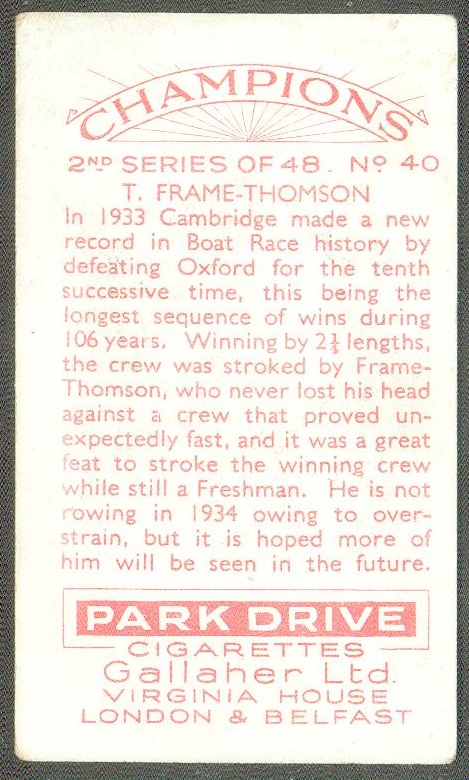 CHAMPIONS
2ND SERIES OF 48. No 40
T. FRAME-THOMSON
In 1933 Cambridge made a new
record in Boat Race history by
defeating Oxford for the tenth
successive time, this being the
longest sequence of wins during
106 years. Winning by 2¼ lengths,
the crew was stroked by Frame-
Thomson, who never lost his head
against a crew that proved un-
expectedly fast, and it was a great
feat to stroke the winning crew
while still a Freshman. He is not
rowing in 1934 owing to over-
strain, but it is hoped more of
him will be seen in the future.
PARK DRIVE
CIGARETTES
Gallaher Ltd.
VIRGINIA HOUSE
LONDON & BELFAST